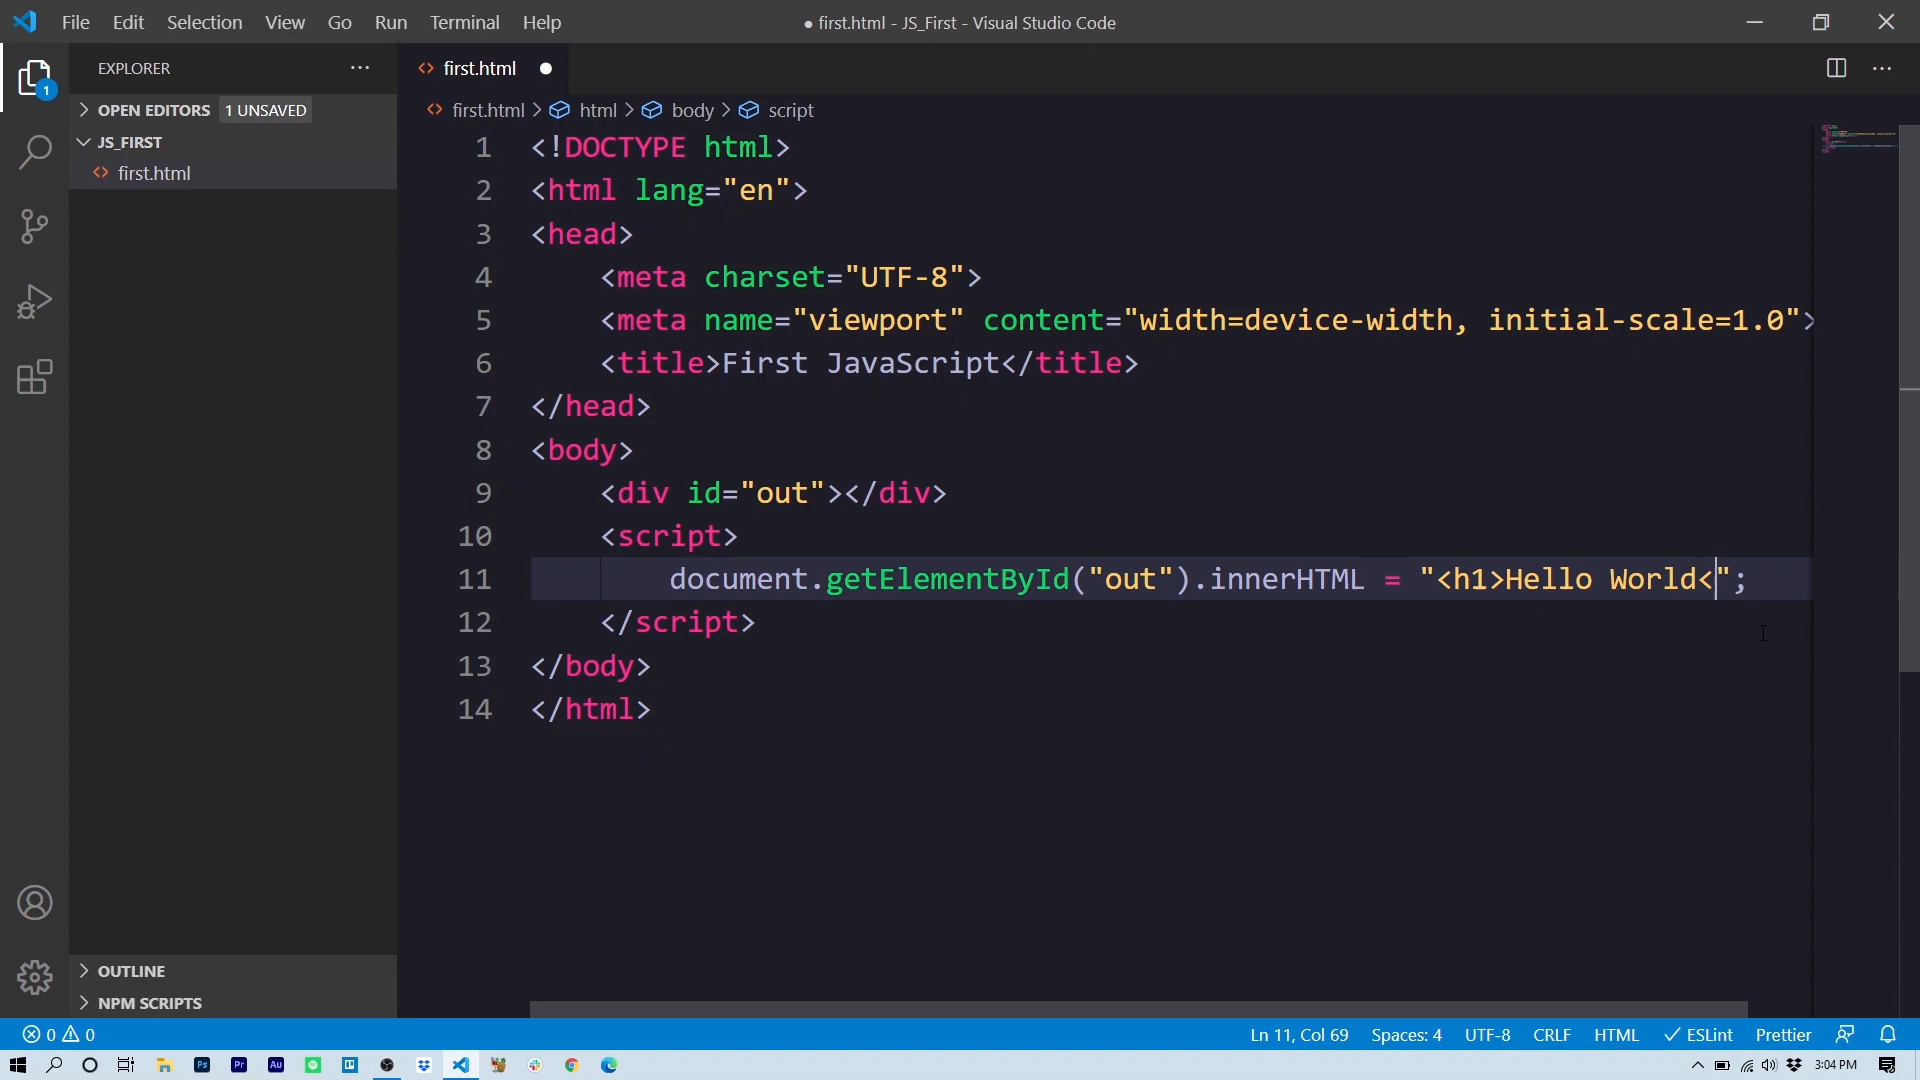 File Edit Selection View Go Run Terminal Help
● first.html - JS_First - Visual Studio Code
EXPLORER
OPEN EDITORS 1 UNSAVED
JS_FIRST
first.html
1
OUTLINE
NPM SCRIPTS
first.html
first.html > html > body > script
1 <!DOCTYPE html>
2 <html lang="en">
3 <head>
4 <meta charset="UTF-8">
5 <meta name="viewport" content="width=device-width, initial-scale=1.0">
6 <title>First JavaScript</title>
7 </head>
8 <body>
9 <div id="out"></div>
10 <script>
11 document.getElementById("out").innerHTML = "<h1>Hello World<";
12 </script>
13 </body>
14 </html>
0 0
Ln 11, Col 69 Spaces: 4 UTF-8 CRLF HTML ESLint Prettier
Ps Pr Au
3:04 PM